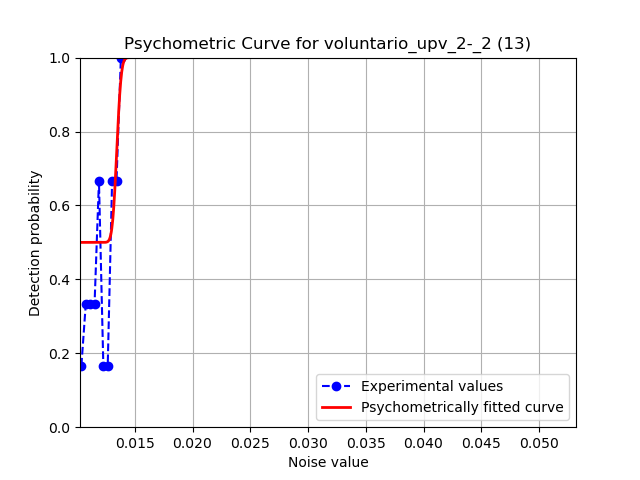 Psychometric Curve for voluntario_upv_2-_2 (13)
1.0
0.8
0.6
0.4
0.2
0.0
Detection probability
Experimental values
Psychometrically fitted curve
0.015 0.020 0.025 0.030 0.035 0.040 0.045 0.050
Noise value